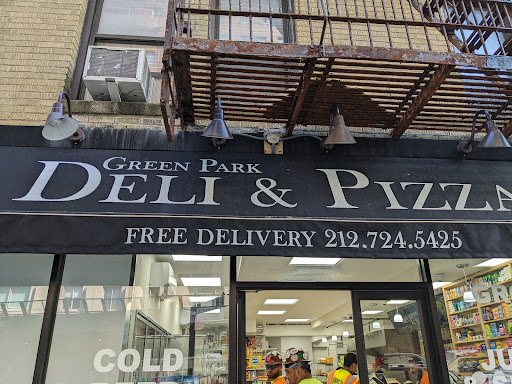 GREEN PARK
DELI & PIZZA
FREE DELIVERY 212.724.5425
COLD